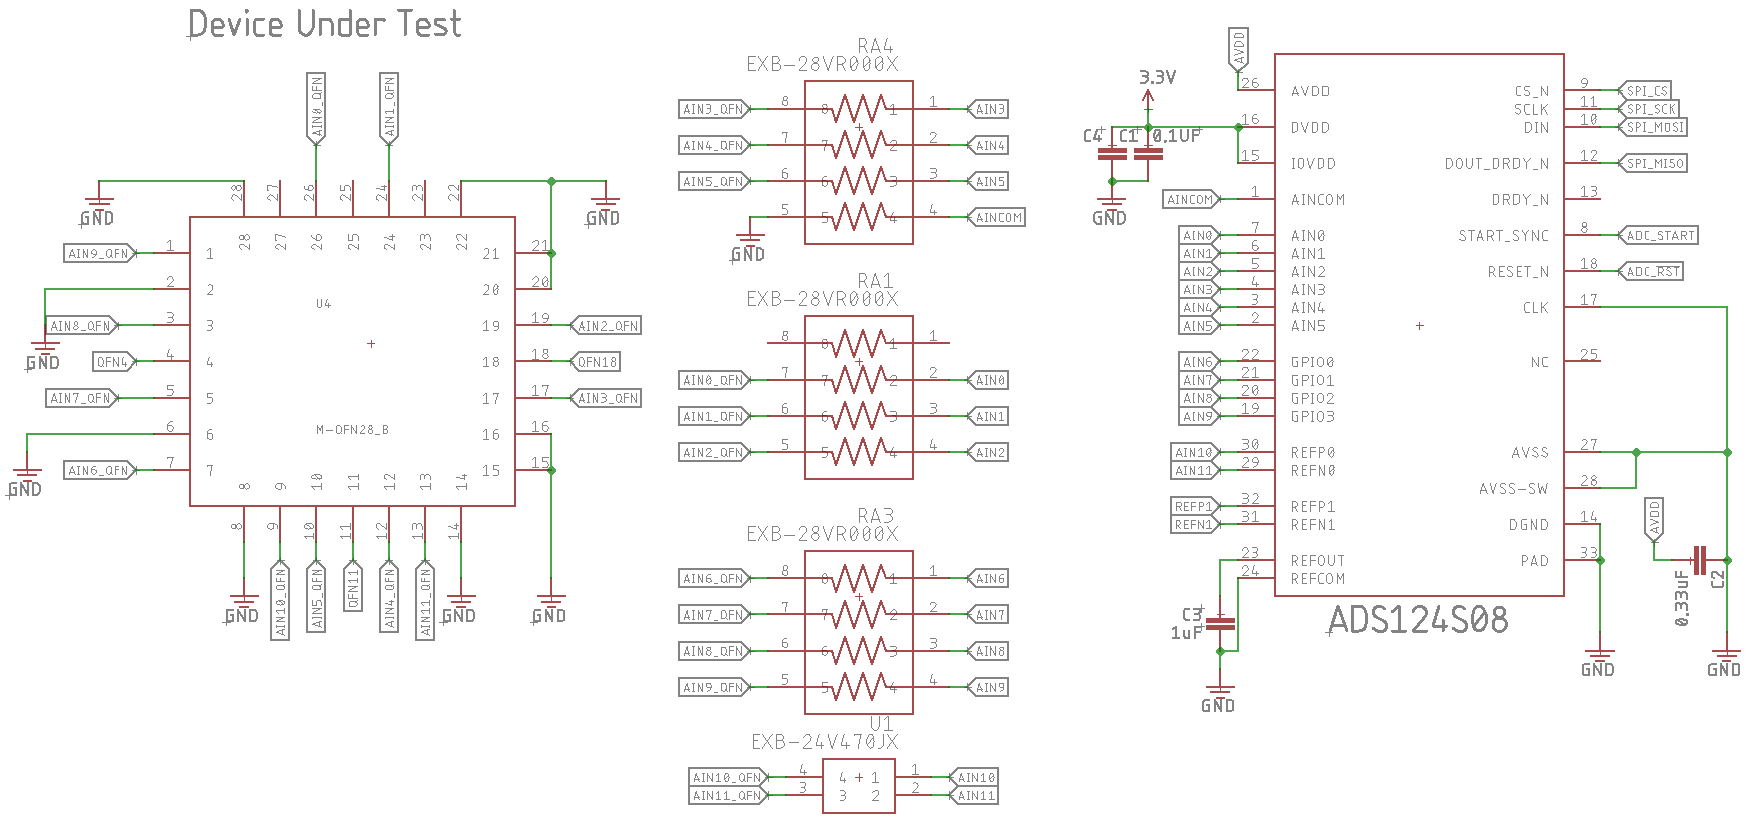 Device Under Test
AIN0_QFN
AIN1_QFN
28
27
26
25
24
23
22
GND
GND
28
27
26
25
24
23
22
AIN9_QFN
1
1
21
21
2
2
20
20
U4
AIN8_QFN
3
3
19
19
AIN2_QFN
GND
QFN4
4
4
18
18
QFN18
AIN7_QFN
5
5
17
17
AIN3_QFN
M-QFN28_B
6
6
16
16
AIN6_QFN
7
7
15
15
GND
8
9
10
11
12
13
14
8
9
10
11
12
13
14
GND
AIN10_QFN
AIN5_QFN
QFN11
AIN4_QFN
AIN11_QFN
GND
GND
RA4
EXB-28VR000X
AIN3_QFN
8
8
1
1
AIN3
AIN4_QFN
7
7
2
2
AIN4
AIN5_QFN
6
6
3
3
AIN5
5
5
4
4
AINCOM
GND
RA1
EXB-28VR000X
8
8
1
1
AIN0_QFN
7
7
2
2
AIN0
AIN1_QFN
6
6
3
3
AIN1
AIN2_QFN
5
5
4
4
AIN2
RA3
EXB-28VR000X
AIN6_QFN
8
8
1
1
AIN6
AIN7_QFN
7
7
2
2
AIN7
AIN8_QFN
6
6
3
3
AIN8
AIN9_QFN
5
5
4
4
AIN9
U1
EXB-24V470JX
AIN10_QFN
4
4
1
1
AIN10
AIN11_QFN
3
3
2
2
AIN11
AVDD
3.3V
C4
C1
0.1UF
GND
26
AVDD
16
DVDD
15
IOVDD
AINCOM
1
AINCOM
AIN0
7
AIN0
AIN1
6
AIN1
AIN2
5
AIN2
AIN3
4
AIN3
AIN4
3
AIN4
AIN5
2
AIN5
AIN6
22
GPIO0
AIN7
21
GPIO1
AIN8
20
GPIO2
AIN9
19
GPIO3
AIN10
30
REFP0
AIN11
29
REFN0
REFP1
32
REFP1
REFN1
31
REFN1
23
REFOUT
24
REFCOM
C3
1uF
GND
CS_N
9
SPI_CS
SCLK
11
SPI_SCK
DIN
10
SPI_MOSI
DOUT_DRDY_N
12
SPI_MISO
DRDY_N
13
START_SYNC
8
ADC_START
RESET_N
18
ADC_RST
CLK
17
NC
25
AVSS
27
AVSS-SW
28
DGND
14
PAD
33
AVDD
0.33uF
C2
ADS124S08
GND
GND